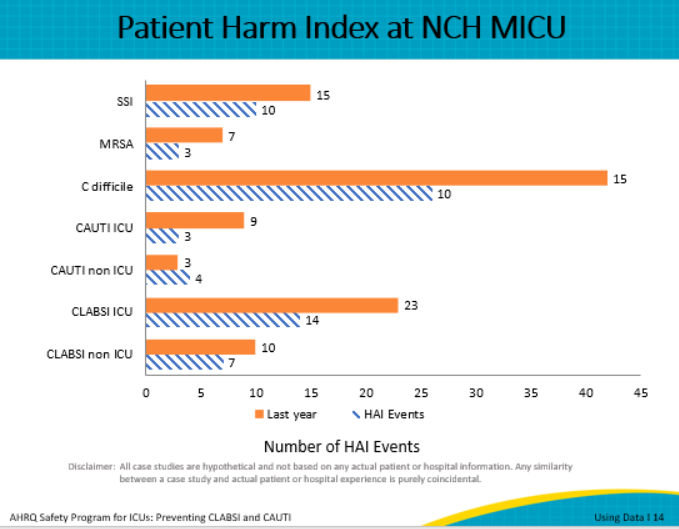 Patient Harm Index at NCH MICU
SSI
15
10
MRSA
7
3
C difficile
15
10
CAUTI ICU
9
3
CAUTI non ICU
3
4
CLABSI ICU
23
14
CLABSI non ICU
10
7
0 5 10 15 20 25 30 35 40 45
Last year HAI Events
Number of HAI Events
Disclaimer: All case studies are hypothetical and not based on any actual patient or hospital information. Any similarity
between a case study and actual patient or hospital experience is purely coincidental.
AHRQ Safety Program for ICUs: Preventing CLABSI and CAUTI
Using Data l 14